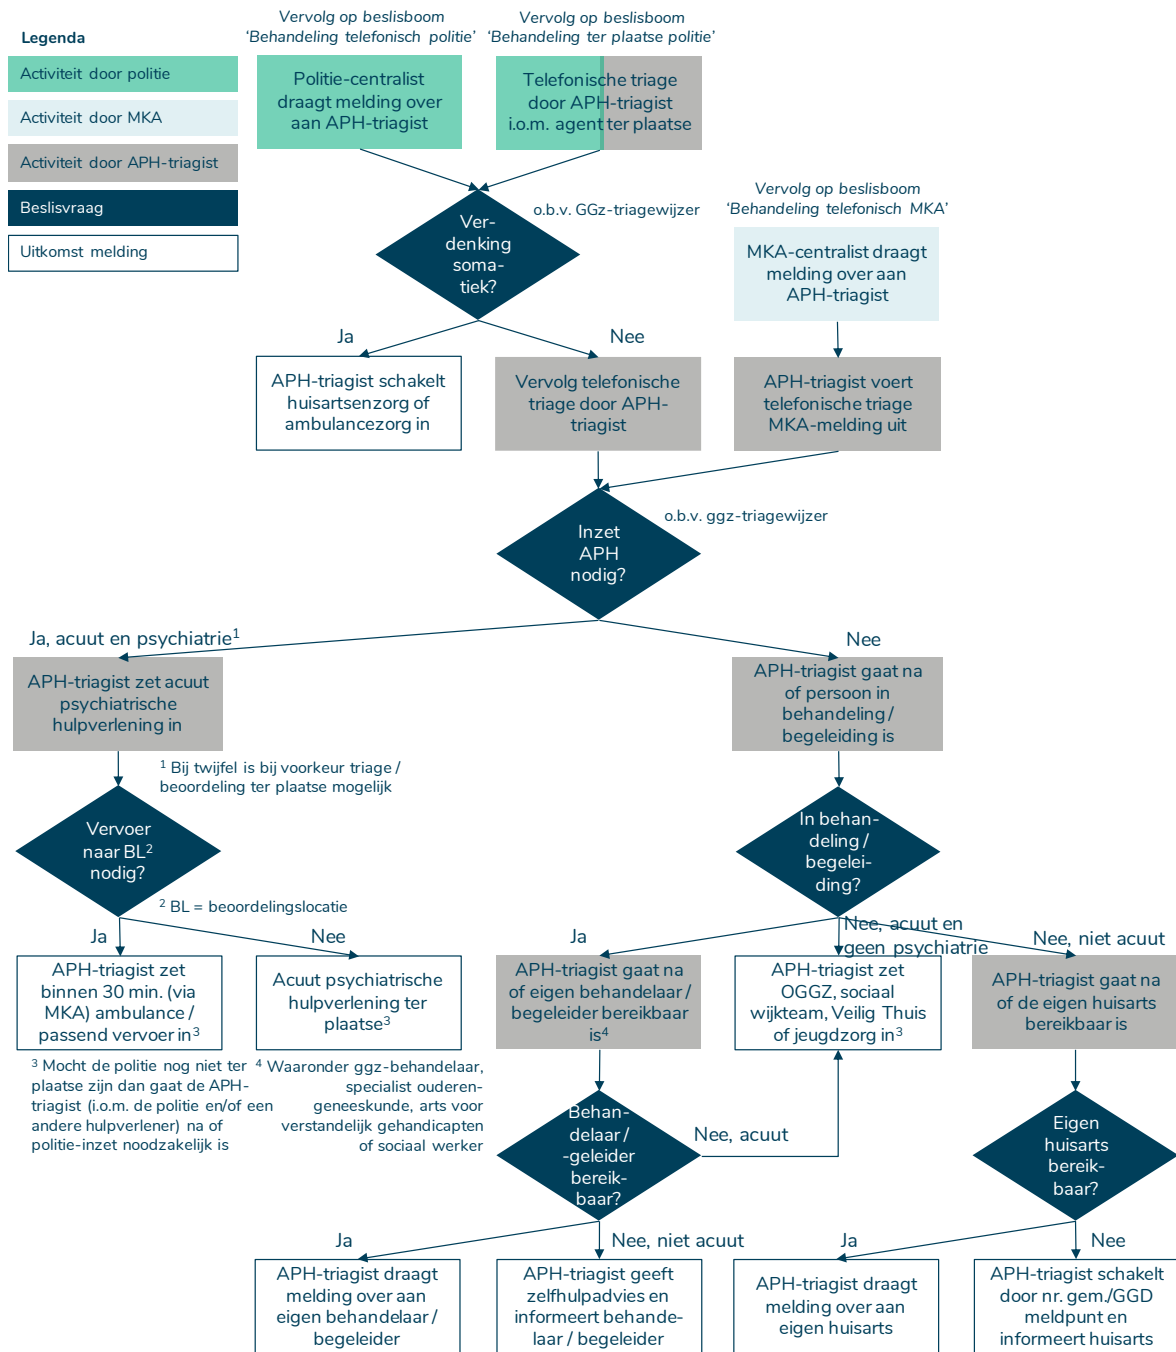 Legenda
Activiteit door politie
Activiteit door MKA
Activiteit door APH-triagist
Beslisvraag
Uitkomst melding
Vervolg op beslisboom
‘Behandeling telefonisch politie’
Vervolg op beslisboom
‘Behandeling ter plaatse politie’
Politie-centralist
draagt melding over
aan APH-triagist
Telefonische triage
door APH-triagist
i.o.m. agent ter plaatse
Ver-
denking
soma-
tiek?
o.b.v. GGz-triagewijzer
Vervolg op beslisboom
‘Behandeling telefonisch MKA’
MKA-centralist draagt
melding over aan
APH-triagist
Ja
Nee
APH-triagist schakelt
huisartsenzorg of
ambulancezorg in
Vervolg telefonische
triage door APH-
triagist
APH-triagist voert
telefonische triage
MKA-melding uit
Inzet
APH
nodig?
o.b.v. ggz-triagewijzer
Ja, acuut en psychiatrie¹
Nee
APH-triagist zet acuut
psychiatrische
hulpverlening in
APH-triagist gaat na
of persoon in
behandeling /
begeleiding is
¹ Bij twijfel is bij voorkeur triage /
beoordeling ter plaatse mogelijk
Vervoer
naar BL²
nodig?
In behan-
deling /
begelei-
ding?
² BL = beoordelingslocatie
Ja
Nee
Ja
Nee, acuut en
geen psychiatrie
Nee, niet acuut
APH-triagist zet
binnen 30 min. (via
MKA) ambulance /
passend vervoer in³
Acuut psychiatrische
hulpverlening ter
plaatse³
APH-triagist gaat na
of eigen behandelaar /
begeleider bereikbaar
is⁴
APH-triagist zet
OGGZ, sociaal
wijkteam, Veilig Thuis
of jeugdzorg in³
APH-triagist gaat na
of de eigen huisarts
bereikbaar is
³ Mocht de politie nog niet ter
plaatse zijn dan gaat de APH-
triagist (i.o.m. de politie en/of een
andere hulpverlener) na of
politie-inzet noodzakelijk is
⁴ Waaronder ggz-behandelaar,
specialist ouderen-
geneeskunde, arts voor
verstandelijk gehandicapten
of sociaal werker
Behan-
delaar /
-geleider
bereik-
baar?
Nee, acuut
Eigen
huisarts
bereik-
baar?
Ja
Nee, niet acuut
Ja
Nee
APH-triagist draagt
melding over aan
eigen behandelaar /
begeleider
APH-triagist geeft
zelfhulpadvies en
informeert behande-
laar / begeleider
APH-triagist draagt
melding over aan
eigen huisarts
APH-triagist schakelt
door nr. gem./GGD
meldpunt en
informeert huisarts